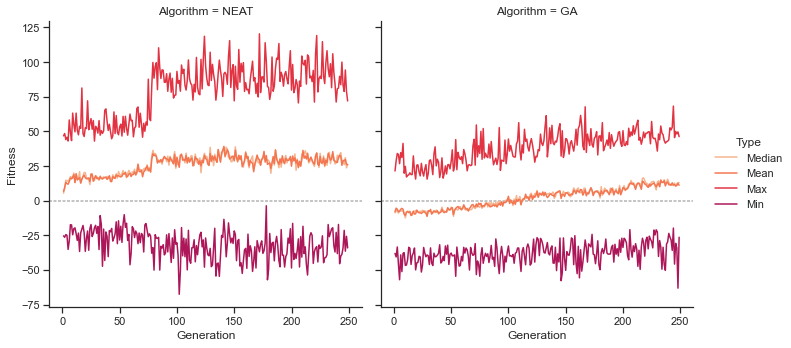 Algorithm = NEAT
Algorithm = GA
125
100
75
50
25
0
−25
−50
−75
Fitness
0
50
100
150
200
250
Generation
0
50
100
150
200
250
Generation
Type
Median
Mean
Max
Min